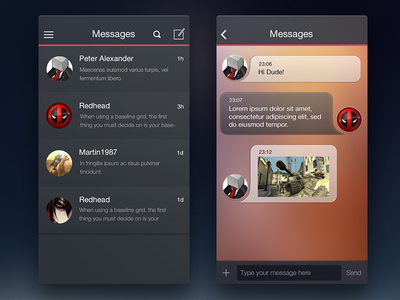 Messages
Peter Alexander 1h
Maecenas euismod varius turpis, vel
fermentum libero.
Redhead 3h
When using a baseline grid, the first
thing you must decide on is your base-
Martin1987 1d
In fringilla ipsum ac risus pulvinar
tincidunt.
Redhead 1d
When using a baseline grid, the first
thing you must decide on is your
Messages
23:06
Hi Dude!
23:07
Lorem ipsum dolor sit amet,
consectetur adipiscing elit, sed
do eiusmod tempor.
23:12
Type your message here Send